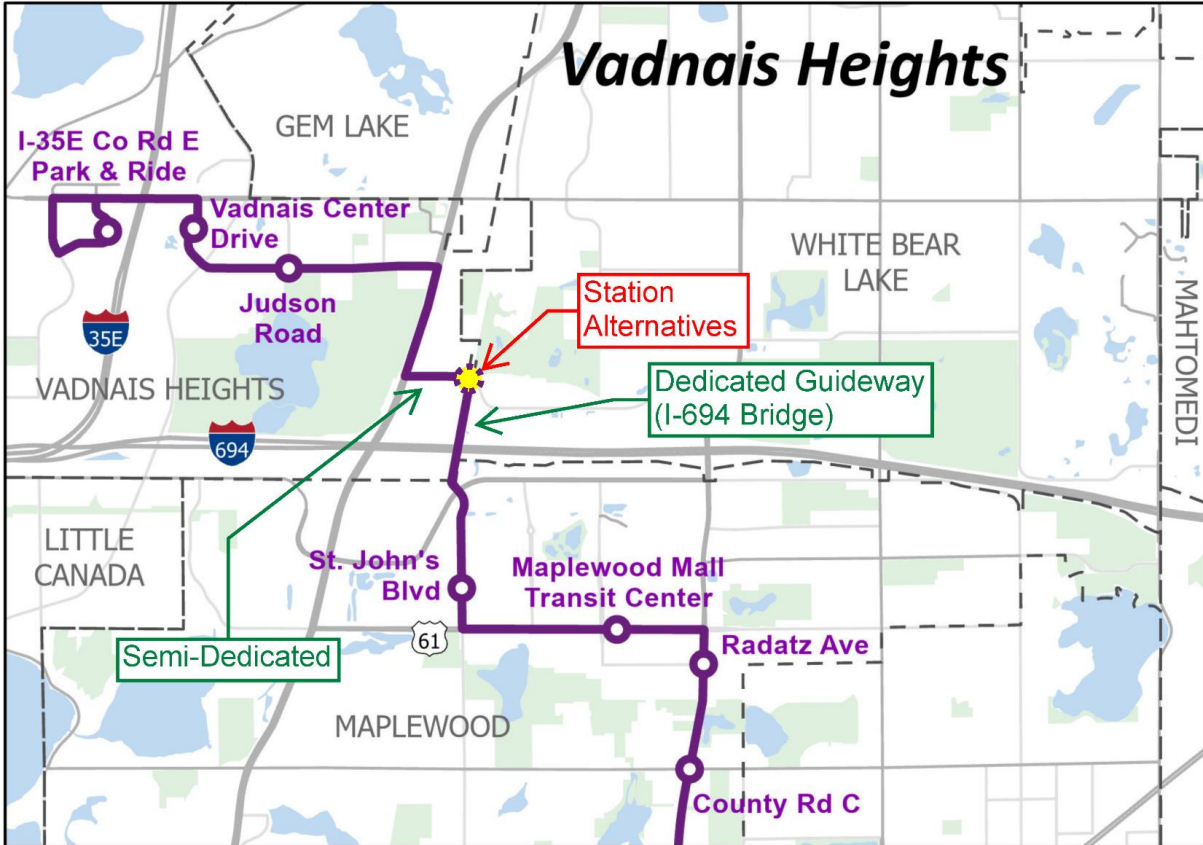 Vadnais Heights
GEM LAKE
I-35E Co Rd E
Park & Ride
Vadnais Center
Drive
WHITE BEAR
LAKE
MAHTOMEDI
Station
Alternatives
Judson
Road
35E
VADNAIS HEIGHTS
Dedicated Guideway
(I-694 Bridge)
694
LITTLE
CANADA
St. John's
Blvd
Maplewood Mall
Transit Center
61
Radatz Ave
Semi-Dedicated
MAPLEWOOD
County Rd C